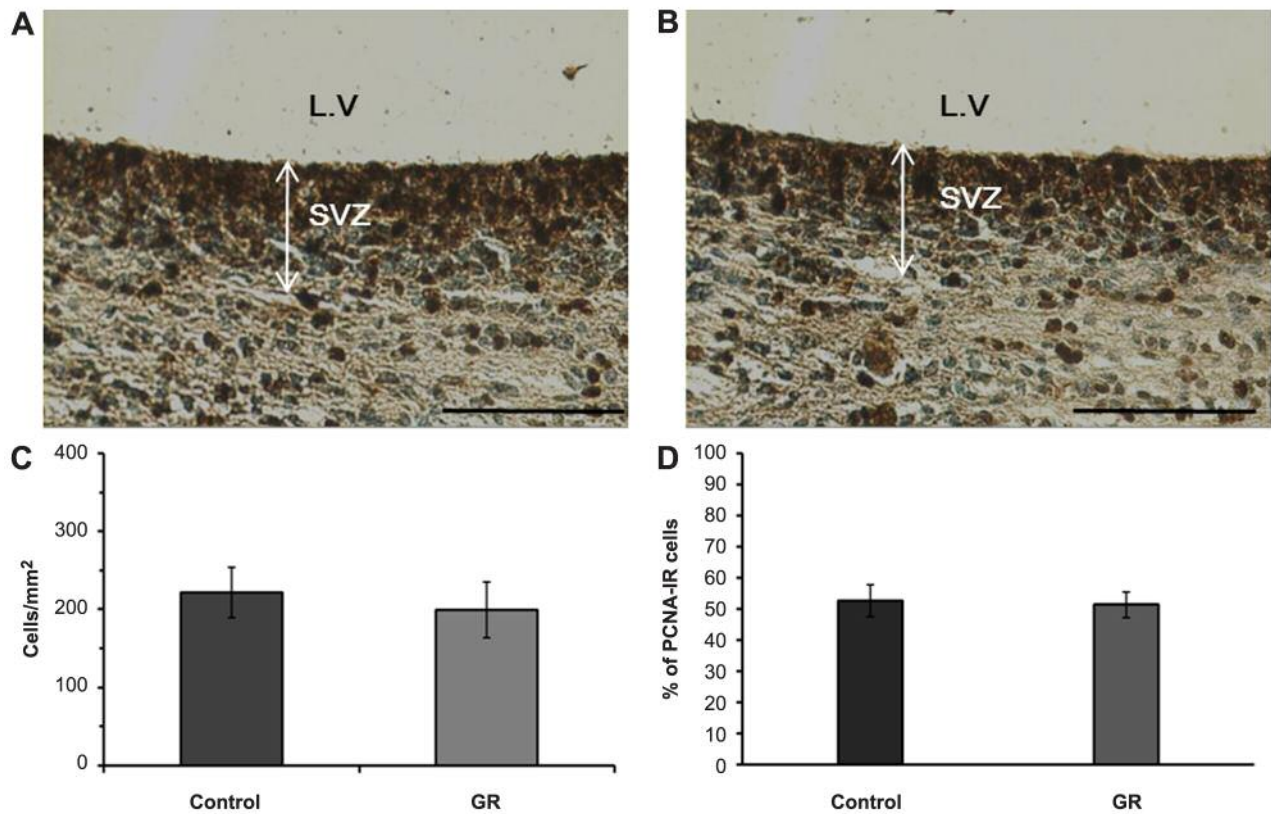 A
B
L.V
L.V
SVZ
SVZ
C
400
300
200
100
0
Cells/mm²
Control
GR
D
100
90
80
70
60
50
40
30
20
10
0
% of PCNA-IR cells
Control
GR